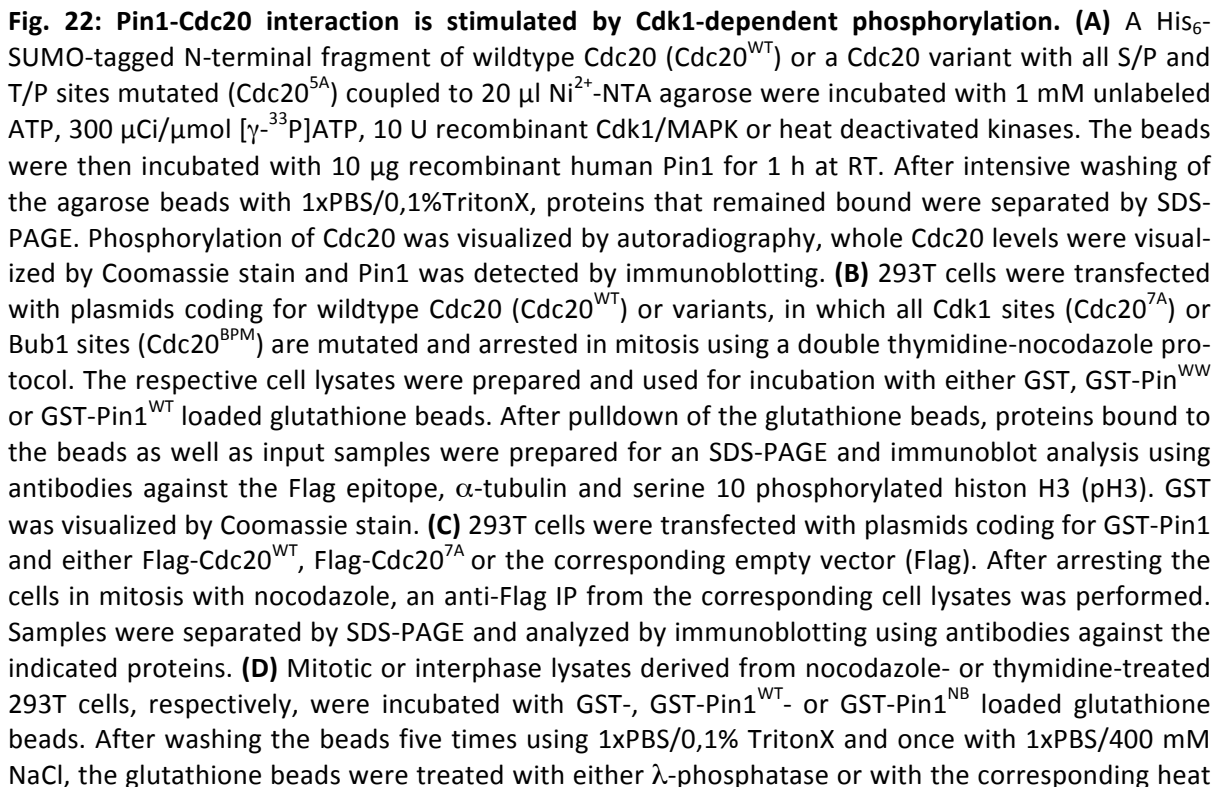 Fig. 22: Pin1-Cdc20 interaction is stimulated by Cdk1-dependent phosphorylation. (A) A His₆-
SUMO-tagged N-terminal fragment of wildtype Cdc20 (Cdc20ᵂᵀ) or a Cdc20 variant with all S/P and
T/P sites mutated (Cdc20⁵ᴬ) coupled to 20 µl Ni²⁺-NTA agarose were incubated with 1 mM unlabeled
ATP, 300 µCi/µmol [γ-³³P]ATP, 10 U recombinant Cdk1/MAPK or heat deactivated kinases. The beads
were then incubated with 10 µg recombinant human Pin1 for 1 h at RT. After intensive washing of
the agarose beads with 1xPBS/0,1%TritonX, proteins that remained bound were separated by SDS-
PAGE. Phosphorylation of Cdc20 was visualized by autoradiography, whole Cdc20 levels were visual-
ized by Coomassie stain and Pin1 was detected by immunoblotting. (B) 293T cells were transfected
with plasmids coding for wildtype Cdc20 (Cdc20ᵂᵀ) or variants, in which all Cdk1 sites (Cdc20⁷ᴬ) or
Bub1 sites (Cdc20ᴮᴾᴹ) are mutated and arrested in mitosis using a double thymidine-nocodazole pro-
tocol. The respective cell lysates were prepared and used for incubation with either GST, GST-Pinᵂᵂ
or GST-Pin1ᵂᵀ loaded glutathione beads. After pulldown of the glutathione beads, proteins bound to
the beads as well as input samples were prepared for an SDS-PAGE and immunoblot analysis using
antibodies against the Flag epitope, α-tubulin and serine 10 phosphorylated histon H3 (pH3). GST
was visualized by Coomassie stain. (C) 293T cells were transfected with plasmids coding for GST-Pin1
and either Flag-Cdc20ᵂᵀ, Flag-Cdc20⁷ᴬ or the corresponding empty vector (Flag). After arresting the
cells in mitosis with nocodazole, an anti-Flag IP from the corresponding cell lysates was performed.
Samples were separated by SDS-PAGE and analyzed by immunoblotting using antibodies against the
indicated proteins. (D) Mitotic or interphase lysates derived from nocodazole- or thymidine-treated
293T cells, respectively, were incubated with GST-, GST-Pin1ᵂᵀ- or GST-Pin1ᴺᴮ loaded glutathione
beads. After washing the beads five times using 1xPBS/0,1% TritonX and once with 1xPBS/400 mM
NaCl, the glutathione beads were treated with either λ-phosphatase or with the corresponding heat